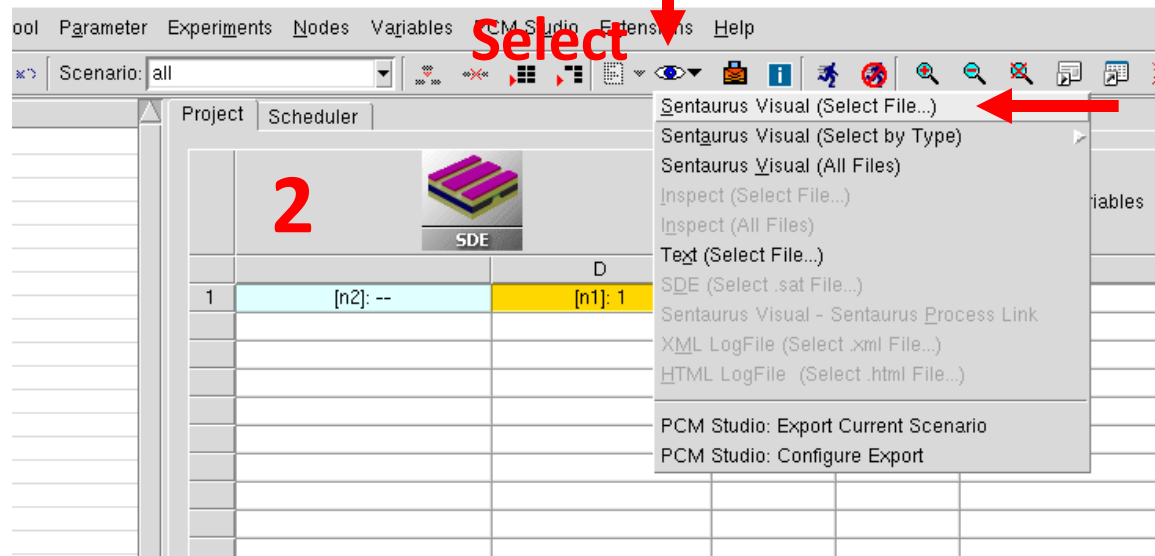 ool Parameter Experiments Nodes Variables PCM Studio Extensions Help
Select
Scenario: all
Project Scheduler
Sentaurus Visual (Select File...)
Sentaurus Visual (Select by Type)
Sentaurus Visual (All Files)
Inspect (Select File...)
Inspect (All Files)
Text (Select File...)
SDE (Select .sat File...)
Sentaurus Visual - Sentaurus Process Link
XML LogFile (Select .xml File...)
HTML LogFile (Select .html File...)
PCM Studio: Export Current Scenario
PCM Studio: Configure Export
2
SDE
riables
D
1 [n2]: -- [n1]: 1